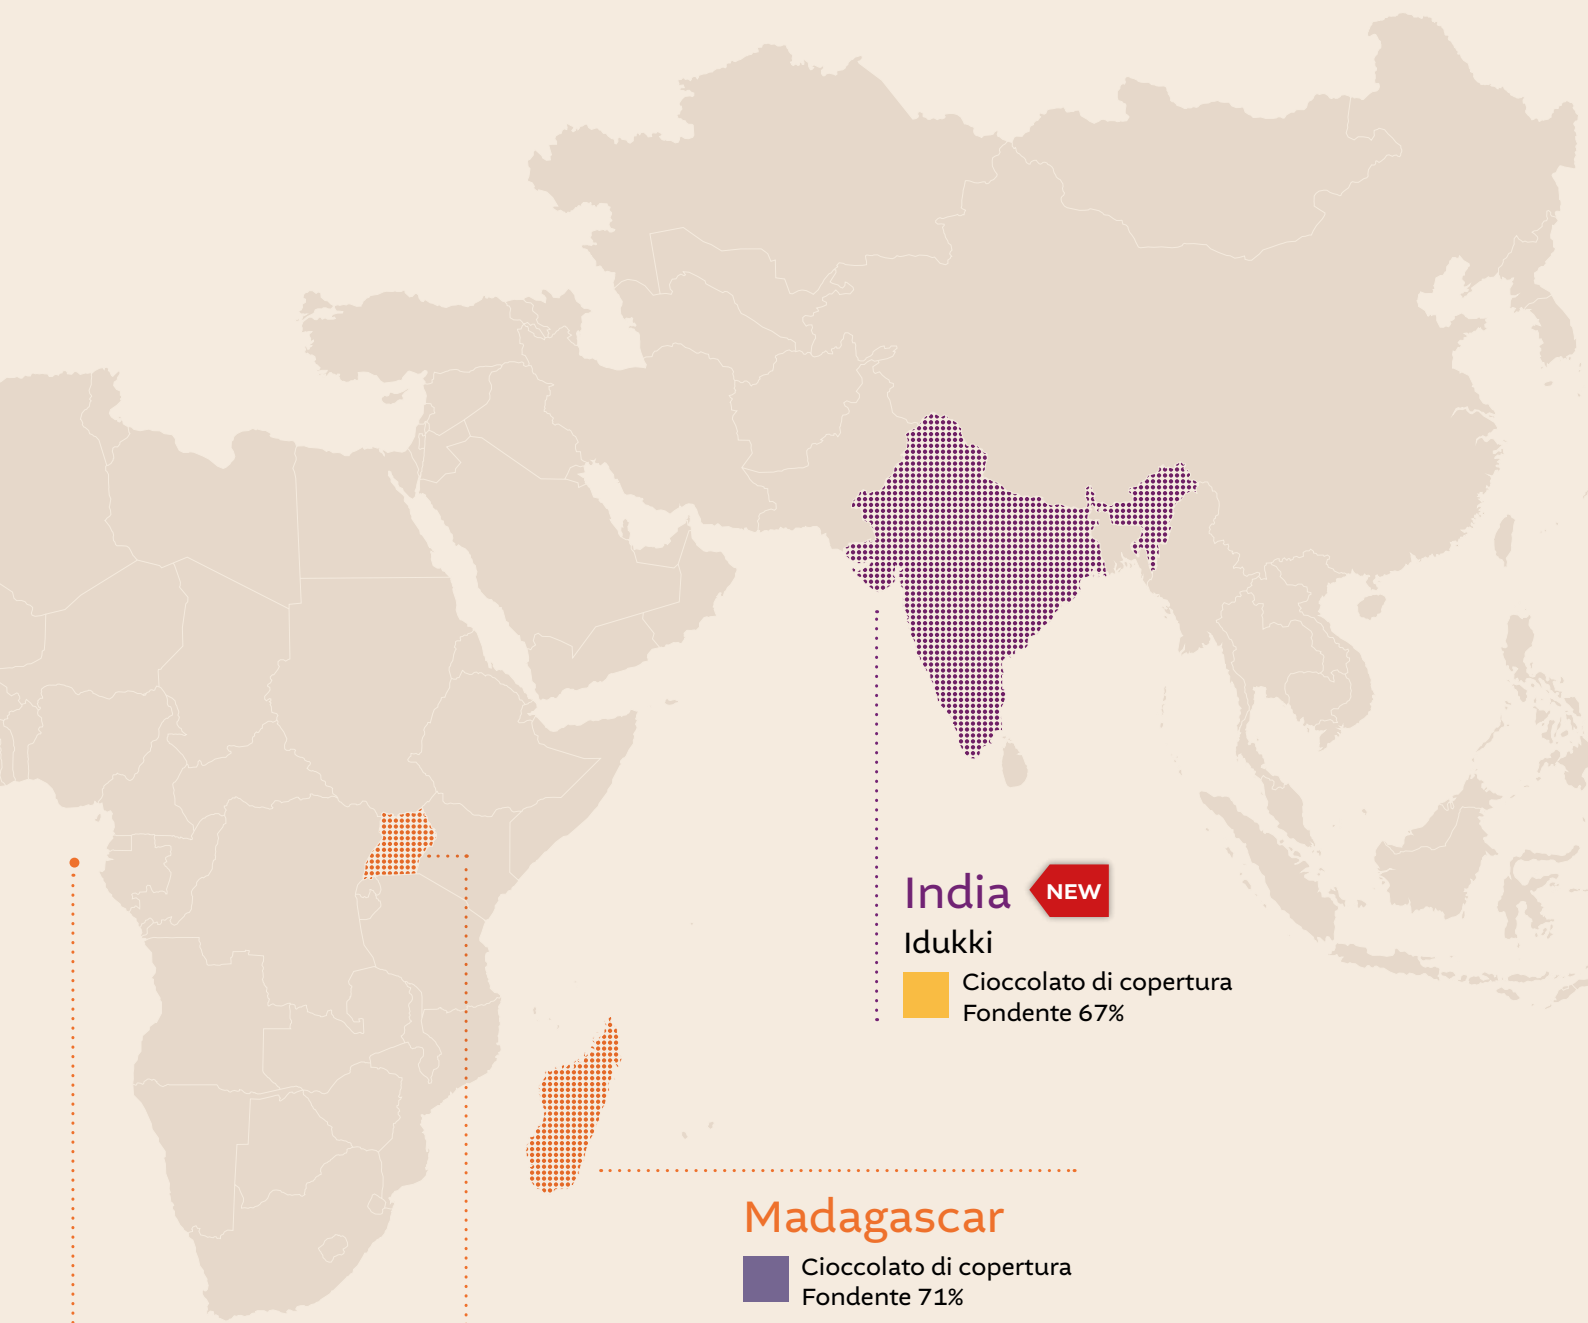 India
NEW
Idukki
Cioccolato di copertura
Fondente 67%
Madagascar
Cioccolato di copertura
Fondente 71%